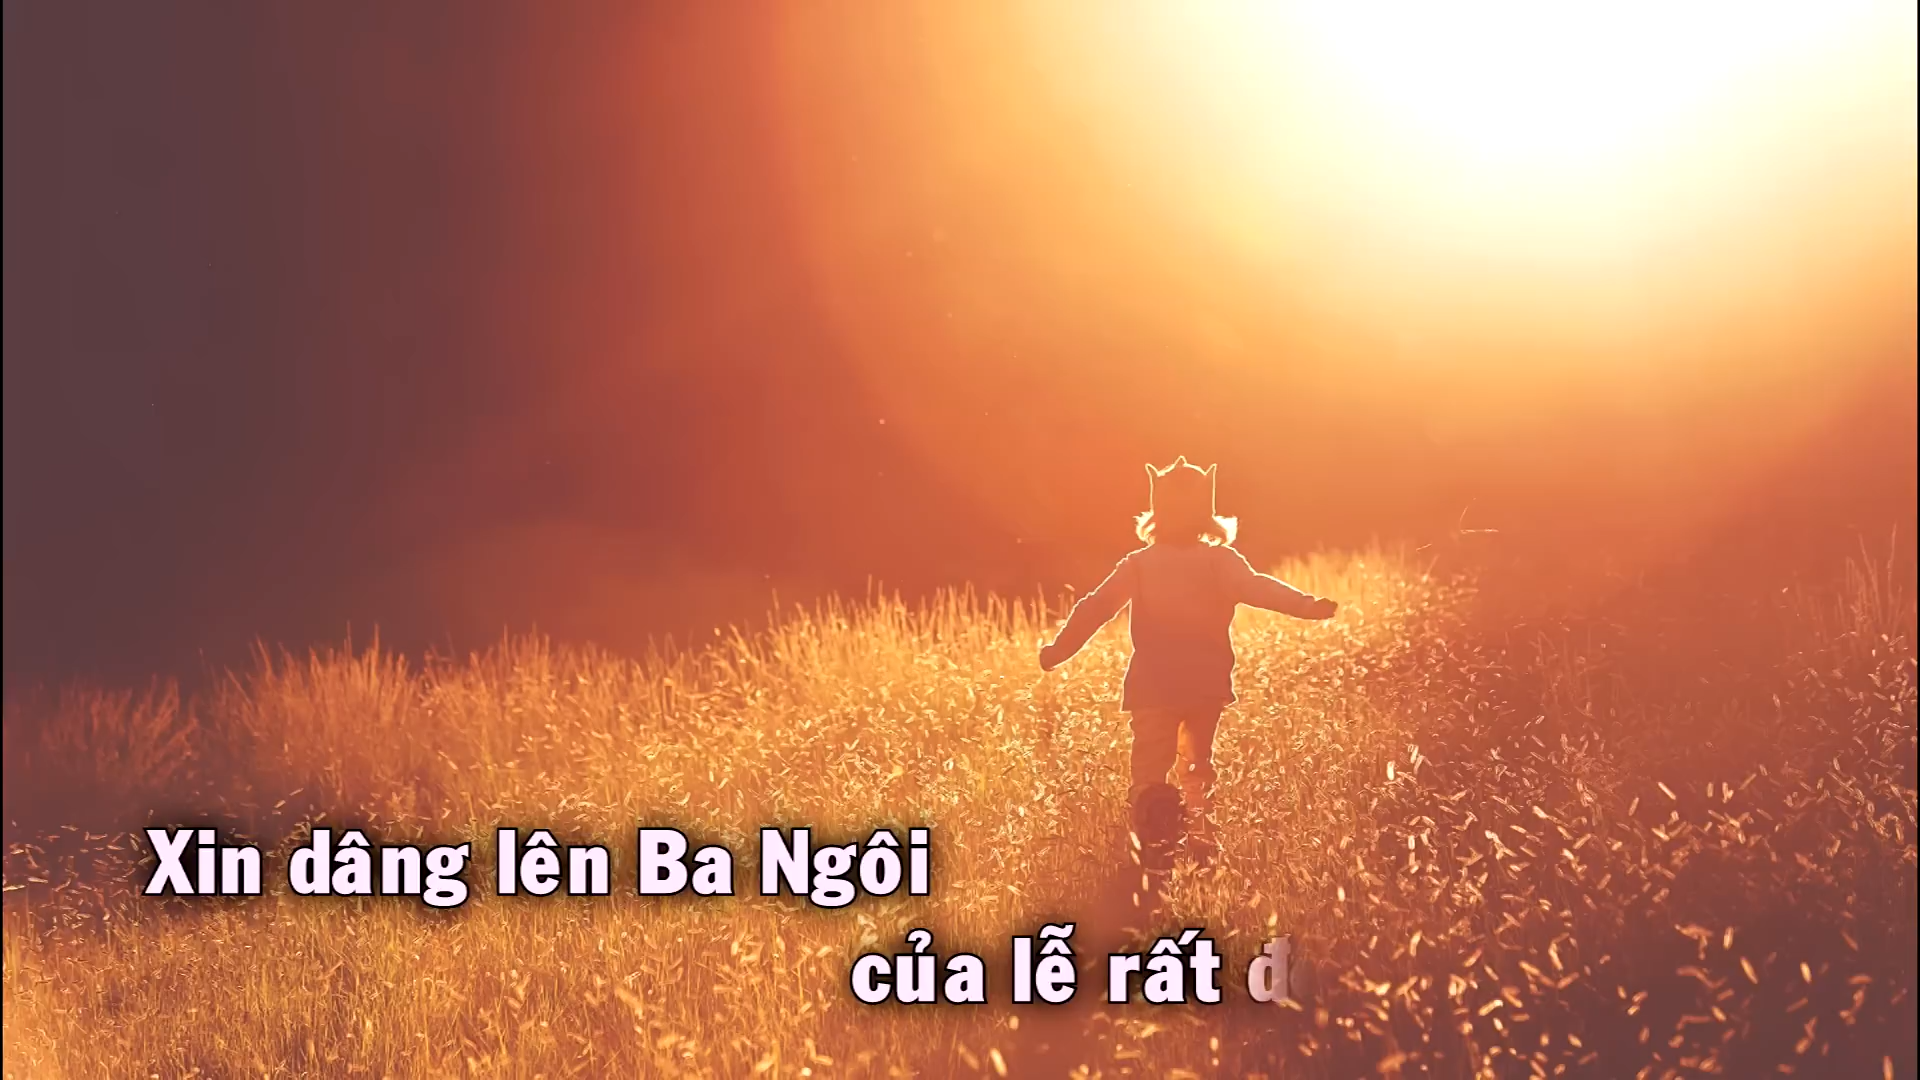 Xin dâng lên Ba Ngôi
của lễ rất